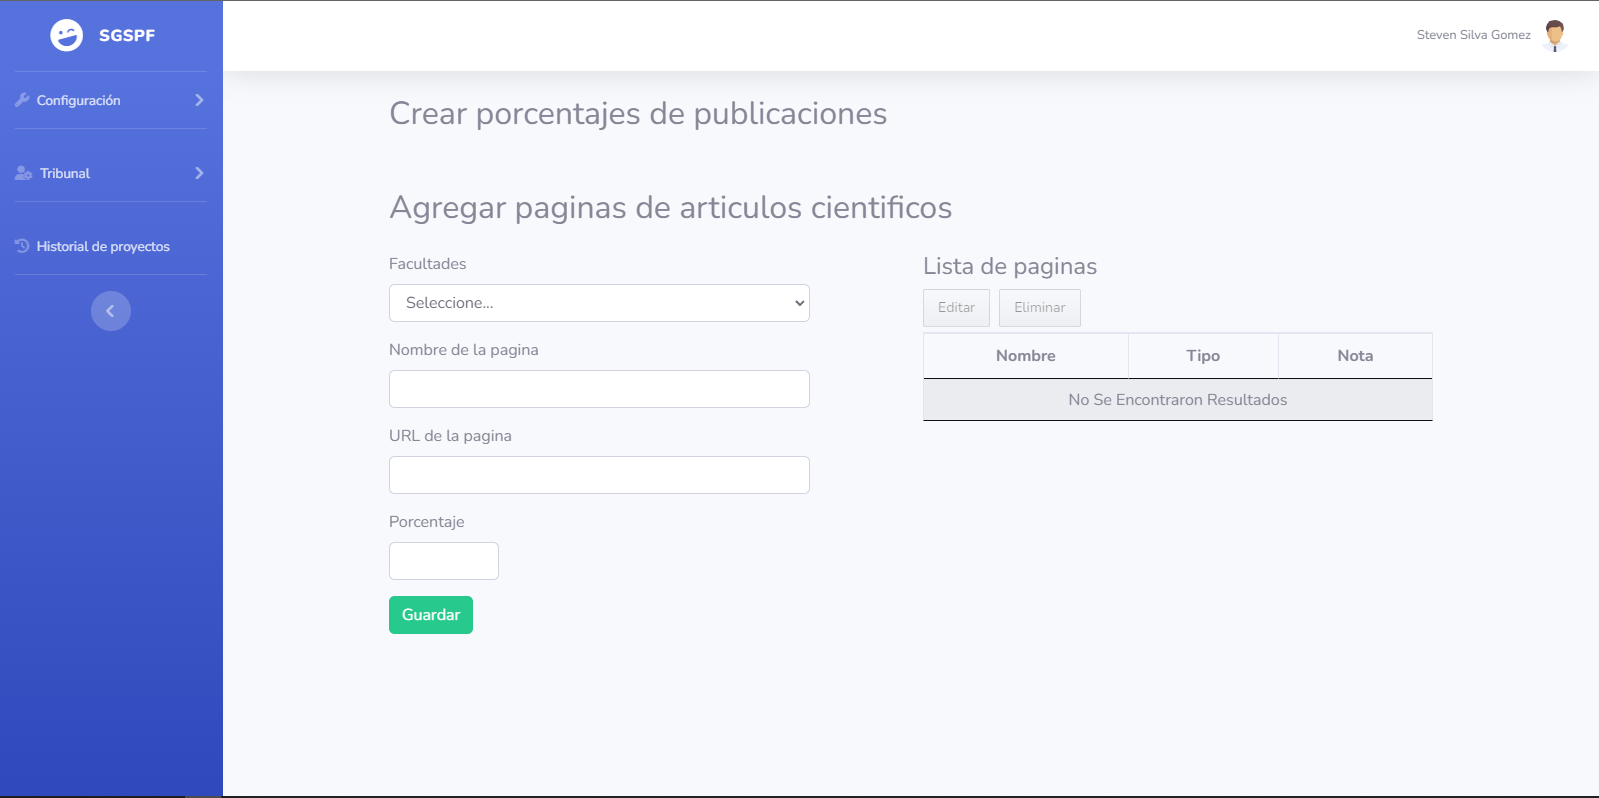 SGSPF
Steven Silva Gomez
Configuración
Tribunal
Historial de proyectos
Crear porcentajes de publicaciones
Agregar paginas de articulos cientificos
Facultades
Seleccione...
Nombre de la pagina
URL de la pagina
Porcentaje
Guardar
Lista de paginas
Editar Eliminar
Nombre Tipo Nota
No Se Encontraron Resultados